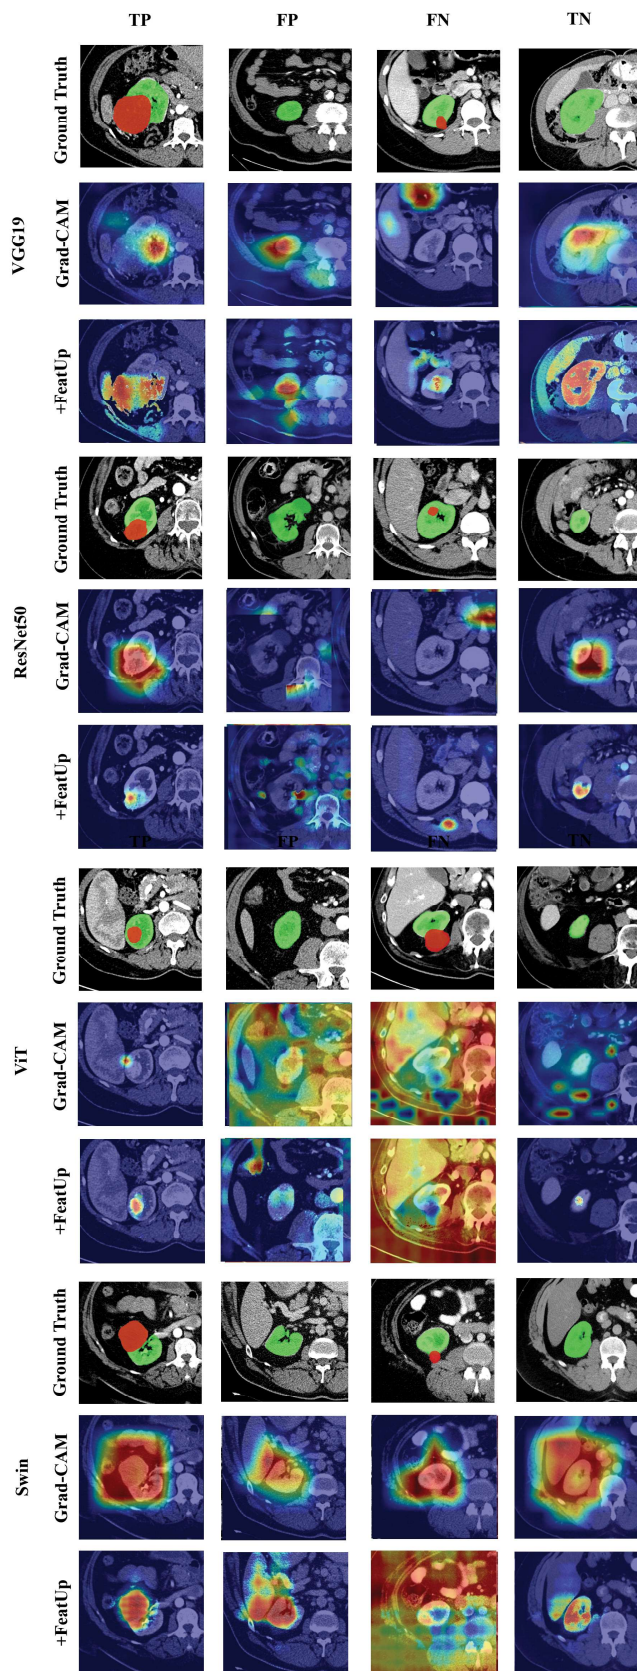 TP FP FN TN
VGG19
Ground Truth
Grad-CAM
+FeatUp
ResNet50
Ground Truth
Grad-CAM
+FeatUp
TP FP FN TN
ViT
Ground Truth
Grad-CAM
+FeatUp
Swin
Ground Truth
Grad-CAM
+FeatUp